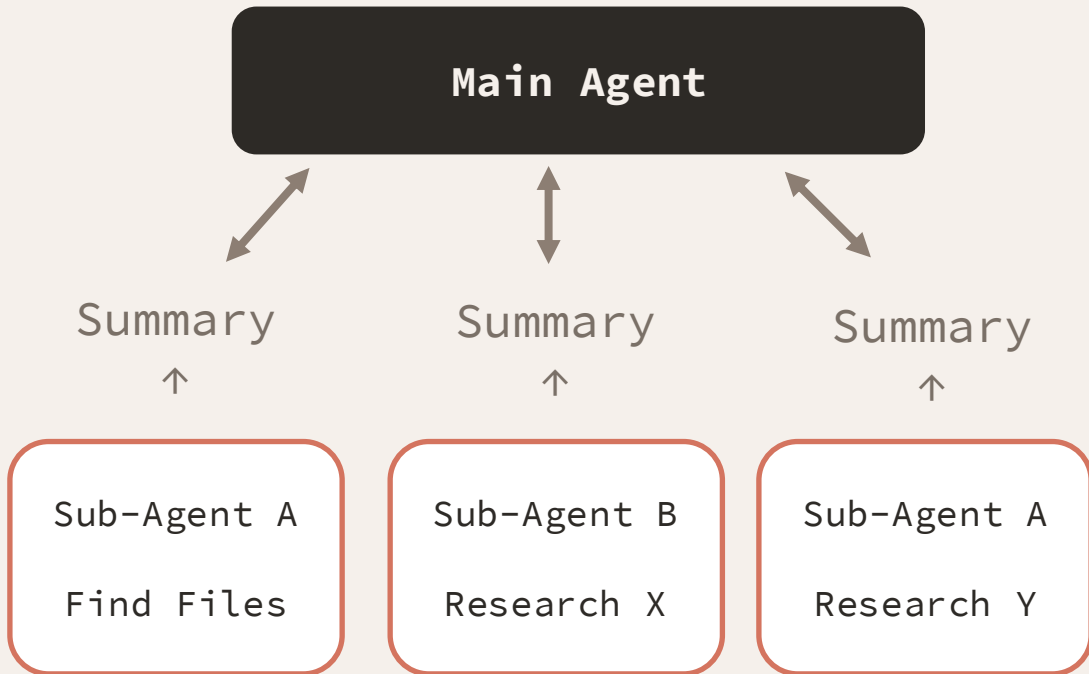 Main Agent
Summary
Summary
Summary
↑
↑
↑
Sub-Agent A
Find Files
Sub-Agent B
Research X
Sub-Agent A
Research Y